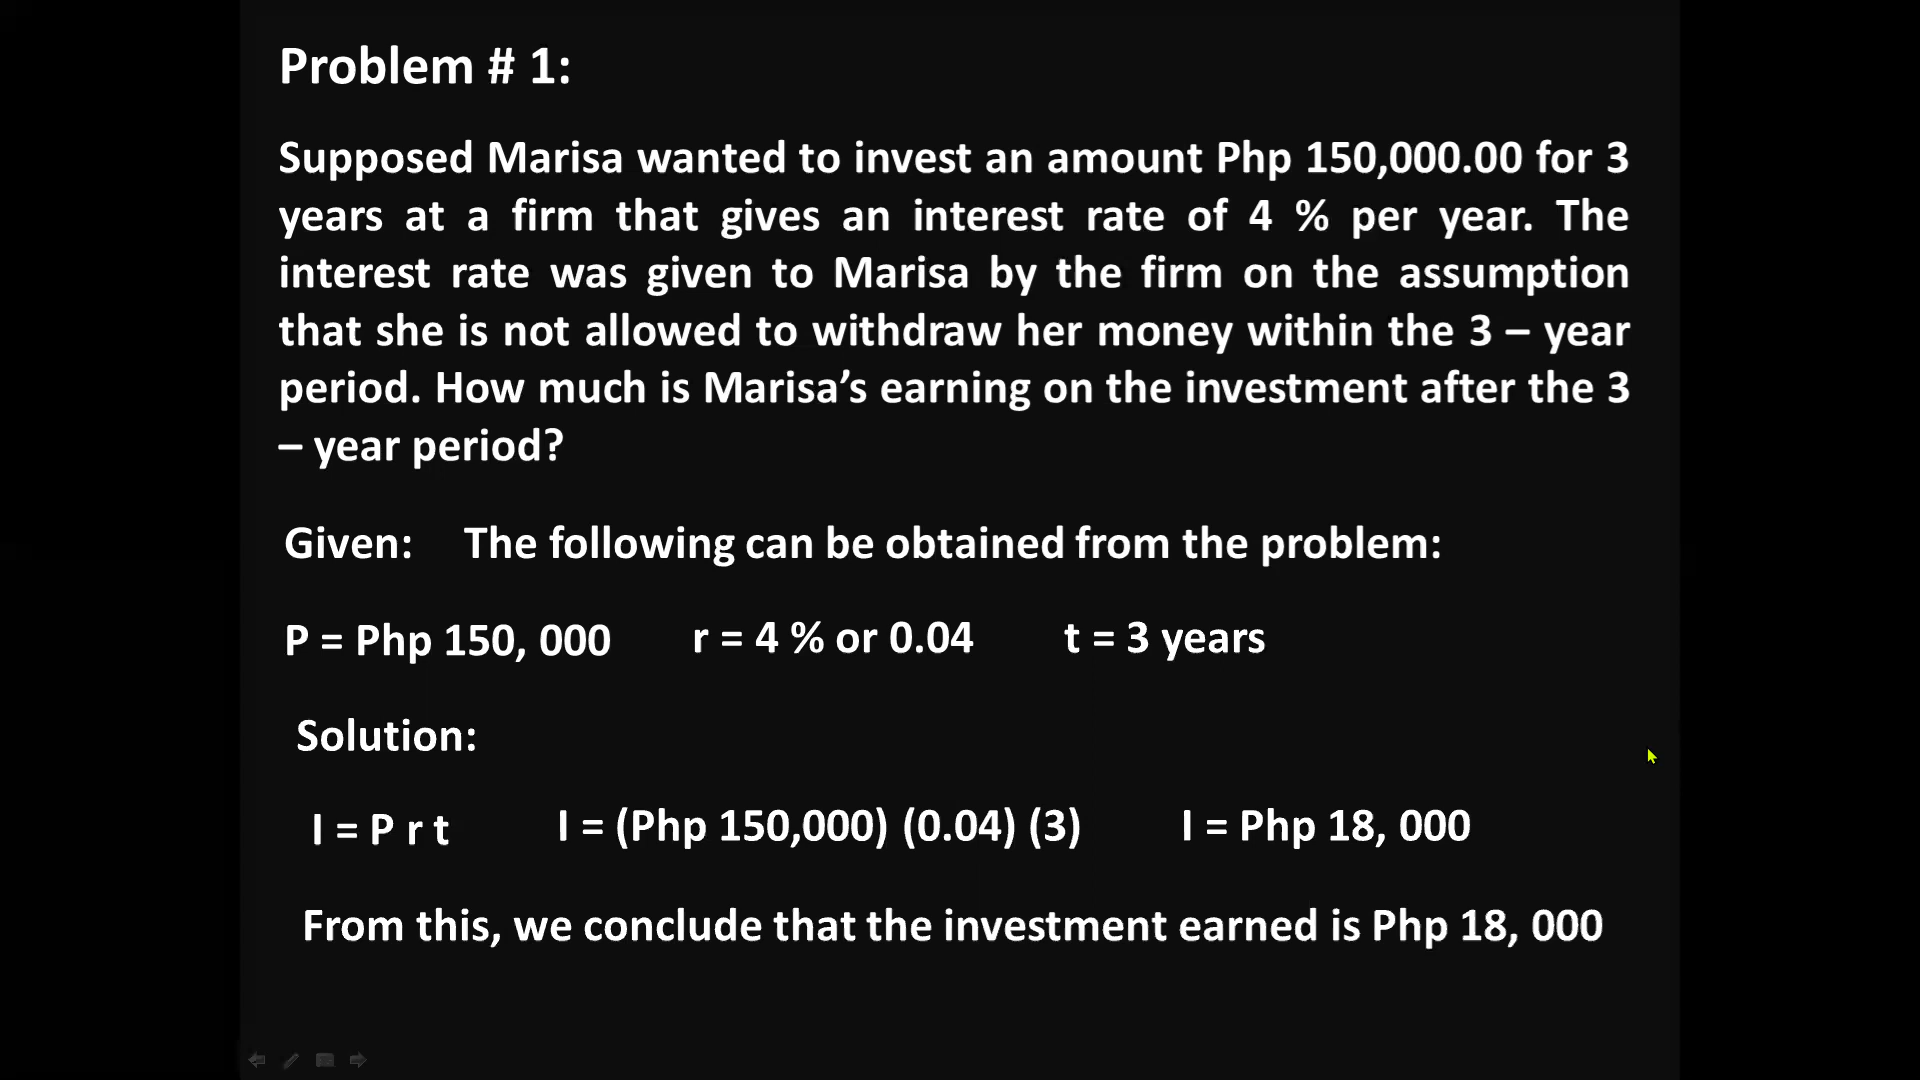 Problem # 1:
Supposed Marisa wanted to invest an amount Php 150,000.00 for 3
years at a firm that gives an interest rate of 4 % per year. The
interest rate was given to Marisa by the firm on the assumption
that she is not allowed to withdraw her money within the 3 – year
period. How much is Marisa’s earning on the investment after the 3
– year period?
Given: The following can be obtained from the problem:
P = Php 150, 000 r = 4 % or 0.04 t = 3 years
Solution:
I = P r t I = (Php 150,000) (0.04) (3) I = Php 18, 000
From this, we conclude that the investment earned is Php 18, 000